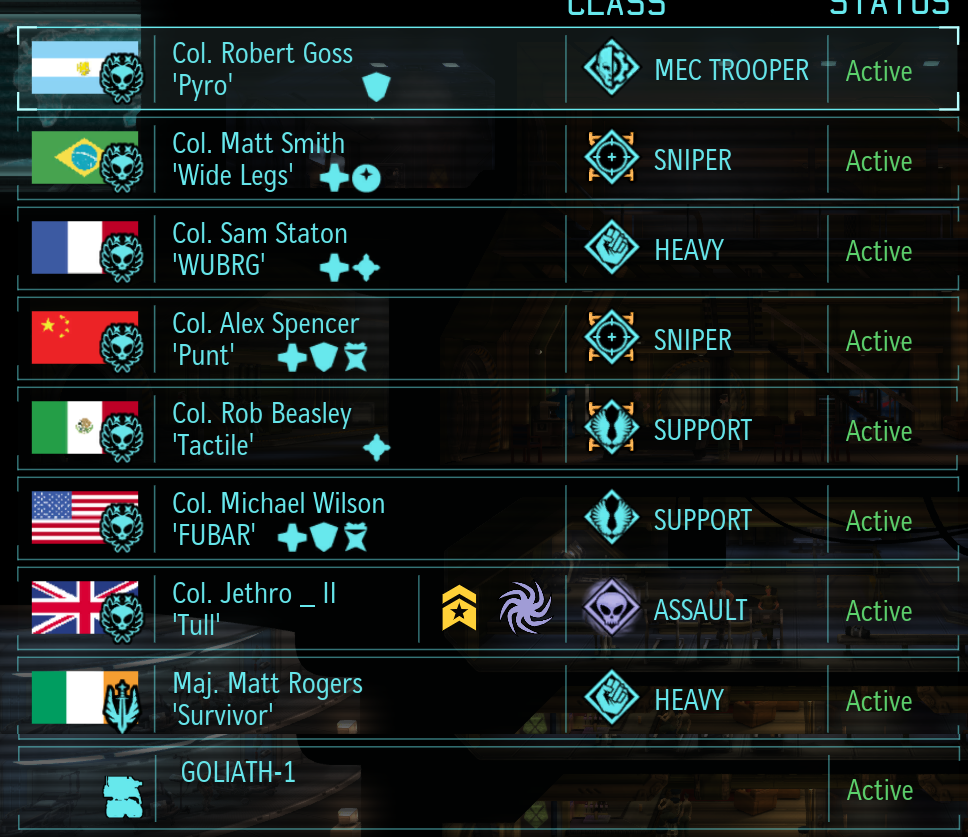 CLASS STATUS
Col. Robert Goss
'Pyro'
MEC TROOPER
Active
Col. Matt Smith
'Wide Legs'
SNIPER
Active
Col. Sam Staton
'WUBRG'
HEAVY
Active
Col. Alex Spencer
'Punt'
SNIPER
Active
Col. Rob Beasley
'Tactile'
SUPPORT
Active
Col. Michael Wilson
'FUBAR'
SUPPORT
Active
Col. Jethro _ II
'Tull'
ASSAULT
Active
Maj. Matt Rogers
'Survivor'
HEAVY
Active
GOLIATH-1
Active